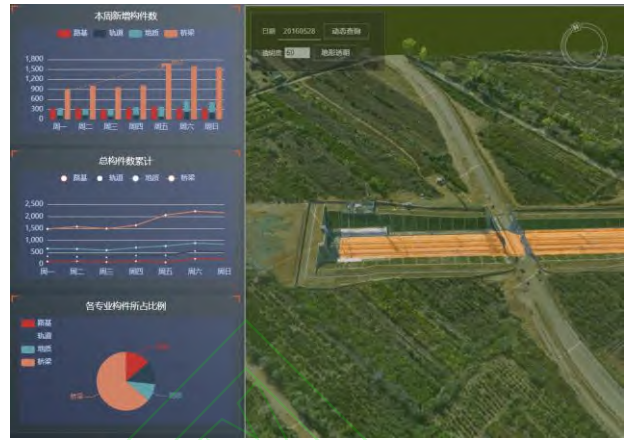 本周新增构件数
路基 轨道 地质 桥梁
1,800
1,500
1,200
900
600
300
0
周一 周二 周三 周四 周五 周六 周日
总构件数累计
路基 轨道 地质 桥梁
2,500
2,000
1,500
1,000
500
0
周一 周二 周三 周四 周五 周六 周日
各专业构件所占比例
路基
轨道
地质
桥梁
桥梁
日期 20160528 动态查询
透明度 50 地形透明